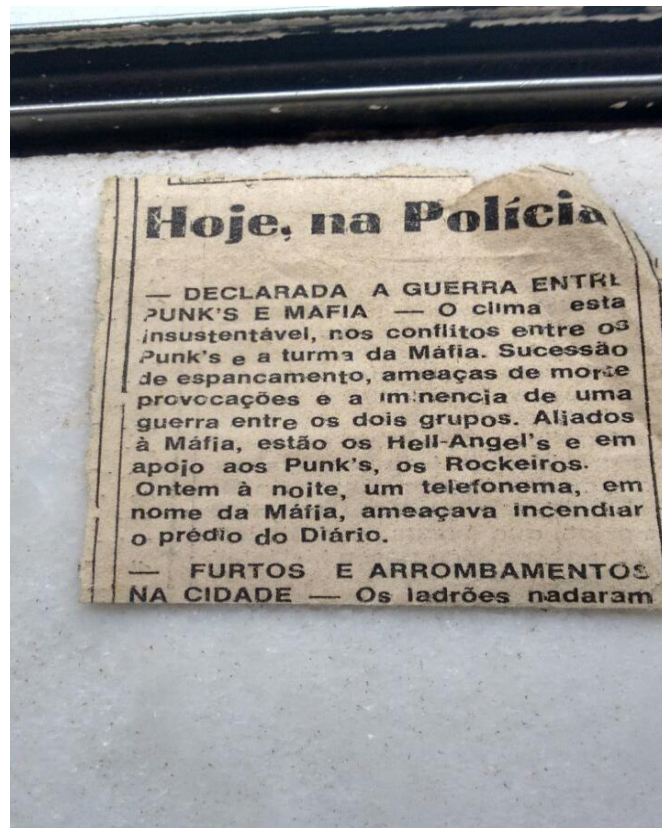 Hoje, na Polícia
— DECLARADA A GUERRA ENTRE
PUNK'S E MAFIA — O clima esta
insustentável, nos conflitos entre os
Punk's e a turma da Máfia. Sucessão
de espancamento, ameaças de morte
provocações e a iminencia de uma
guerra entre os dois grupos. Aliados
à Máfia, estão os Hell-Angel's e em
apoio aos Punk's, os Rockeiros.
Ontem à noite, um telefonema, em
nome da Máfia, ameaçava incendiar
o prédio do Diário.
— FURTOS E ARROMBAMENTOS
NA CIDADE — Os ladrões nadaram